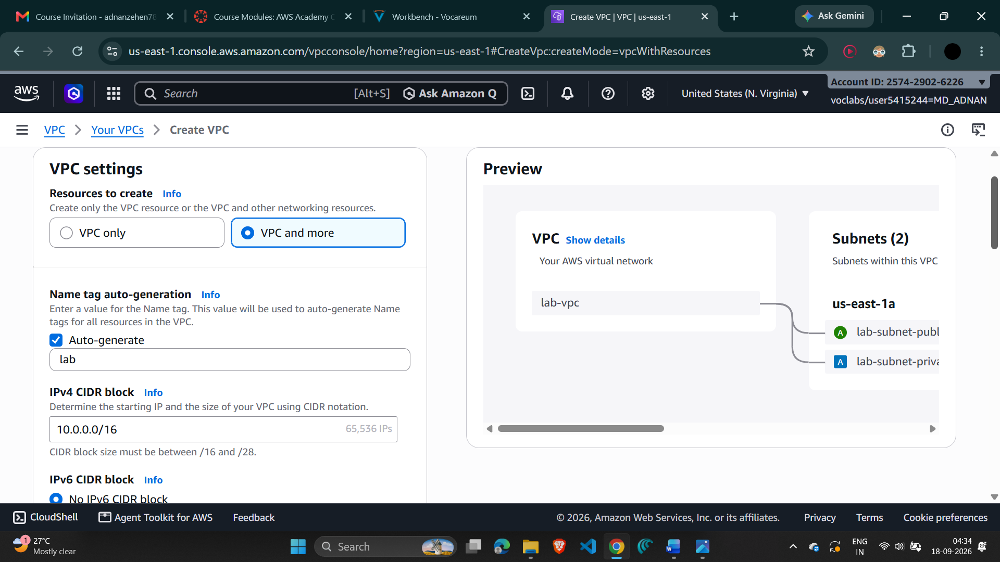 Course Invitation - adnanzehen78
Course Modules: AWS Academy C
Workbench - Vocareum
Create VPC | VPC | us-east-1
Ask Gemini
us-east-1.console.aws.amazon.com/vpcconsole/home?region=us-east-1#CreateVpc:createMode=vpcWithResources
aws
Search
[Alt+S]
Ask Amazon Q
United States (N. Virginia)
Account ID: 2574-2902-6226
voclabs/user5415244=MD_ADNAN
VPC
Your VPCs
Create VPC
VPC settings
Resources to create Info
Create only the VPC resource or the VPC and other networking resources.
VPC only
VPC and more
Name tag auto-generation Info
Enter a value for the Name tag. This value will be used to auto-generate Name
tags for all resources in the VPC.
Auto-generate
lab
IPv4 CIDR block Info
Determine the starting IP and the size of your VPC using CIDR notation.
10.0.0.0/16
65,536 IPs
CIDR block size must be between /16 and /28.
IPv6 CIDR block Info
No IPv6 CIDR block
Preview
VPC Show details
Your AWS virtual network
lab-vpc
Subnets (2)
Subnets within this VPC
us-east-1a
A lab-subnet-publ
A lab-subnet-priva
CloudShell
Agent Toolkit for AWS
Feedback
© 2026, Amazon Web Services, Inc. or its affiliates.
Privacy
Terms
Cookie preferences
1
27°C
Mostly clear
Search
ENG
IN
04:34
18-09-2026